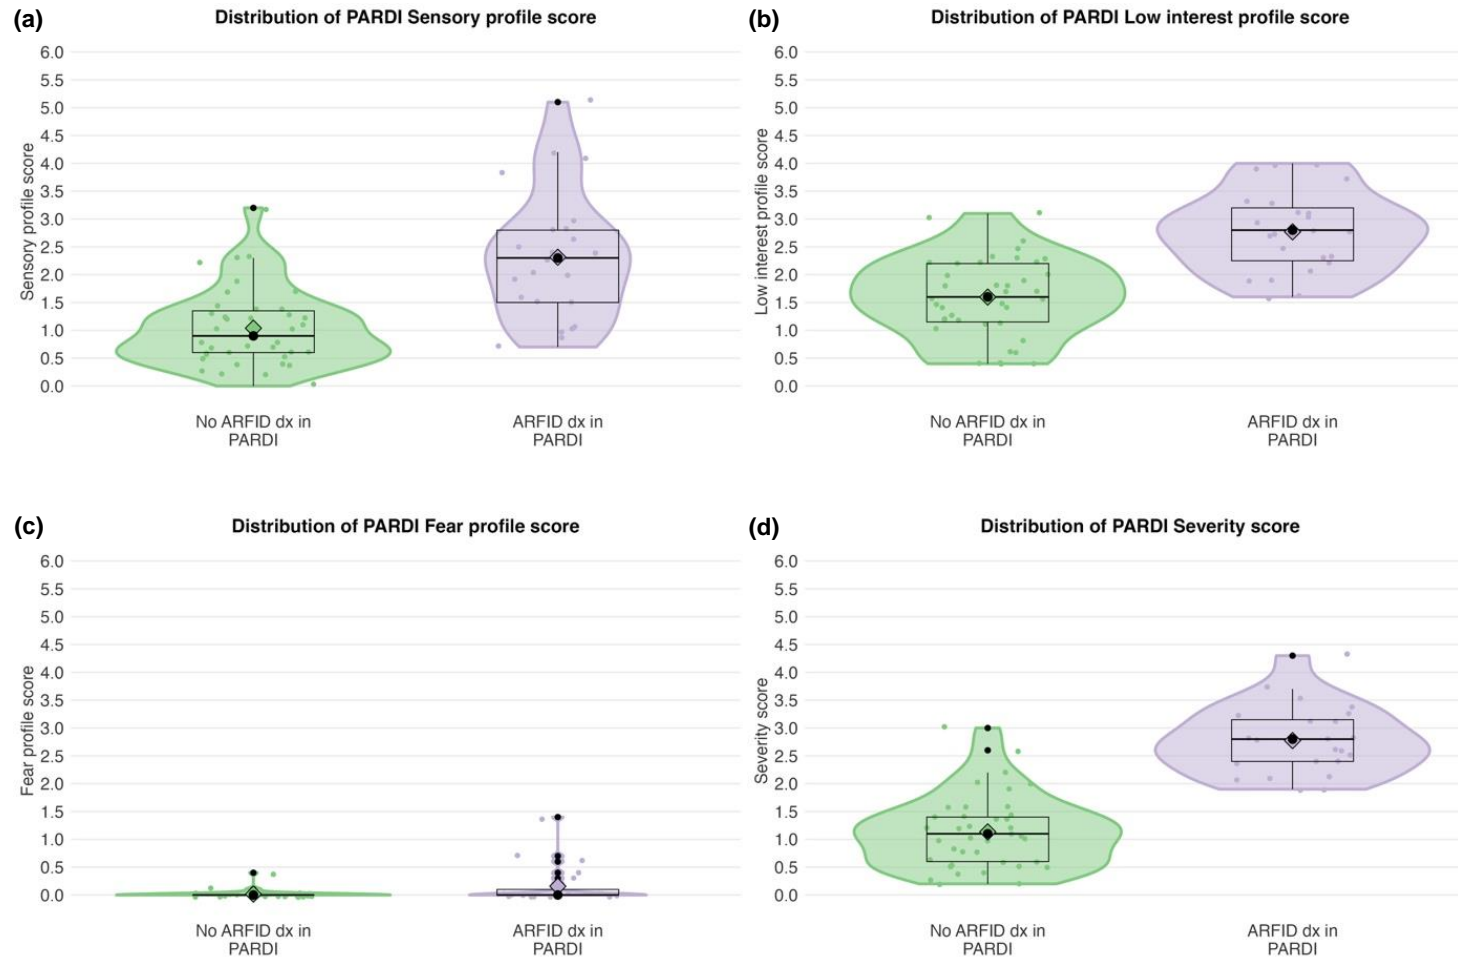 (a)
Distribution of PARDI Sensory profile score
Sensory profile score
6.0
5.5
5.0
4.5
4.0
3.5
3.0
2.5
2.0
1.5
1.0
0.5
0.0
No ARFID dx in
PARDI
ARFID dx in
PARDI
(b)
Distribution of PARDI Low interest profile score
Low interest profile score
6.0
5.5
5.0
4.5
4.0
3.5
3.0
2.5
2.0
1.5
1.0
0.5
0.0
No ARFID dx in
PARDI
ARFID dx in
PARDI
(c)
Distribution of PARDI Fear profile score
Fear profile score
6.0
5.5
5.0
4.5
4.0
3.5
3.0
2.5
2.0
1.5
1.0
0.5
0.0
No ARFID dx in
PARDI
ARFID dx in
PARDI
(d)
Distribution of PARDI Severity score
Severity score
6.0
5.5
5.0
4.5
4.0
3.5
3.0
2.5
2.0
1.5
1.0
0.5
0.0
No ARFID dx in
PARDI
ARFID dx in
PARDI